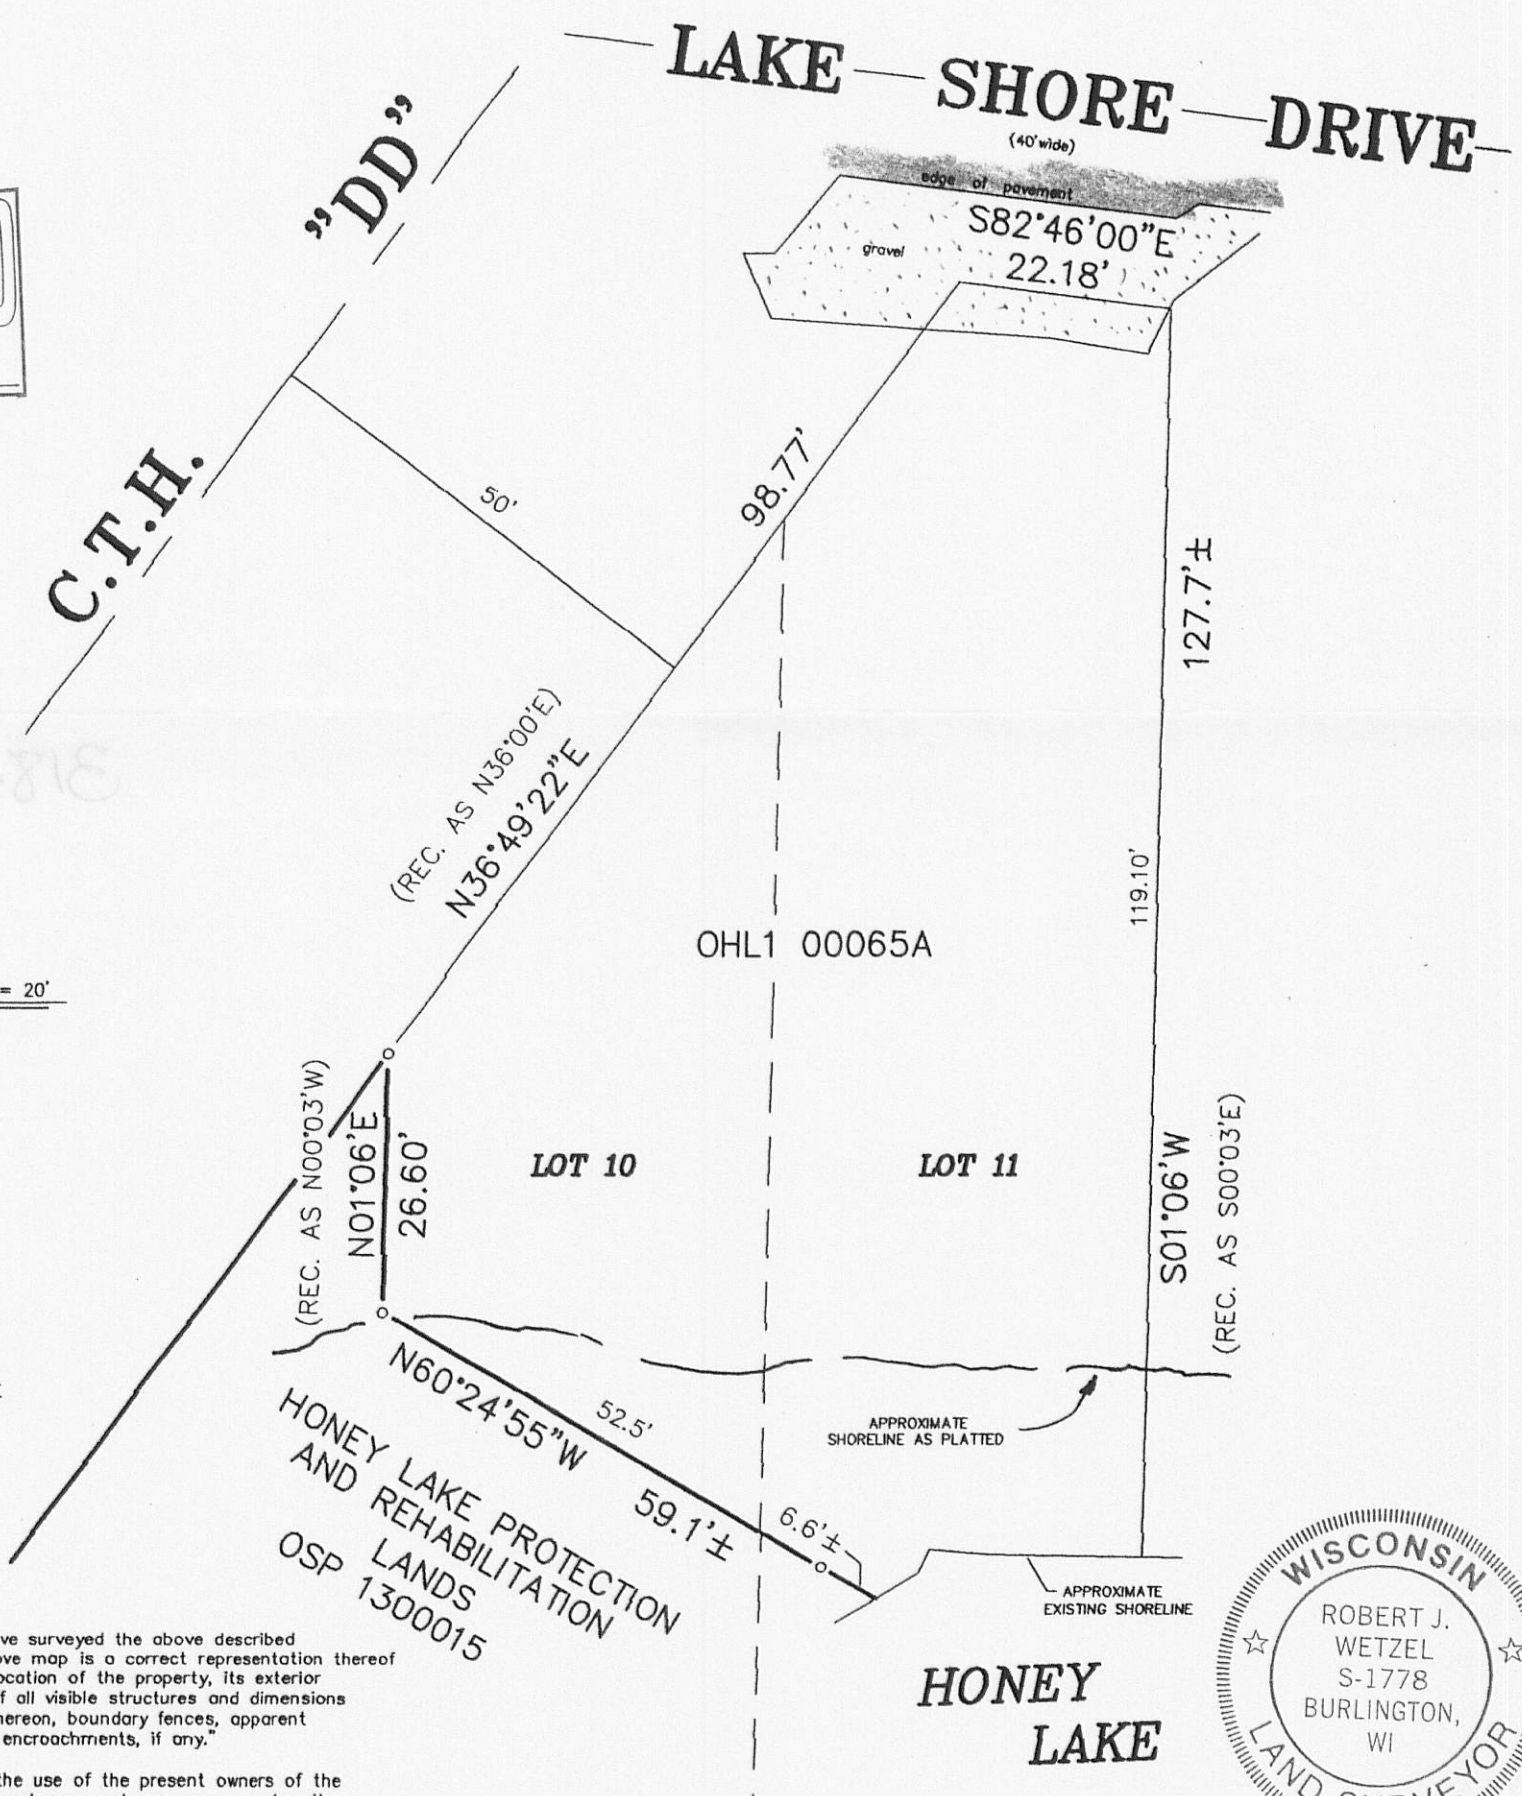 LAKE SHORE DRIVE
(40'wide)
C.T.H. "DD"
edge of pavement
S82°46'00"E
gravel
22.18'
50'
98.77'
127.7'±
(REC. AS N36°00'E)
N36°49'22"E
119.10'
OHL1 00065A
= 20'
(REC. AS N00°03'W)
N01°06'E
26.60'
LOT 10
LOT 11
S01°06'W
(REC. AS S00°03'E)
N60°24'55"W
52.5'
59.1'±
6.6'±
APPROXIMATE
SHORELINE AS PLATTED
HONEY LAKE PROTECTION
AND REHABILITATION
LANDS
OSP 1300015
APPROXIMATE
EXISTING SHORELINE
HONEY
LAKE
WISCONSIN
ROBERT J.
WETZEL
S-1778
BURLINGTON,
WI
LAND SURVEYOR
ve surveyed the above described
ve map is a correct representation thereof
ocation of the property, its exterior
f all visible structures and dimensions
hereon, boundary fences, apparent
encroachments, if any."
the use of the present owners of the